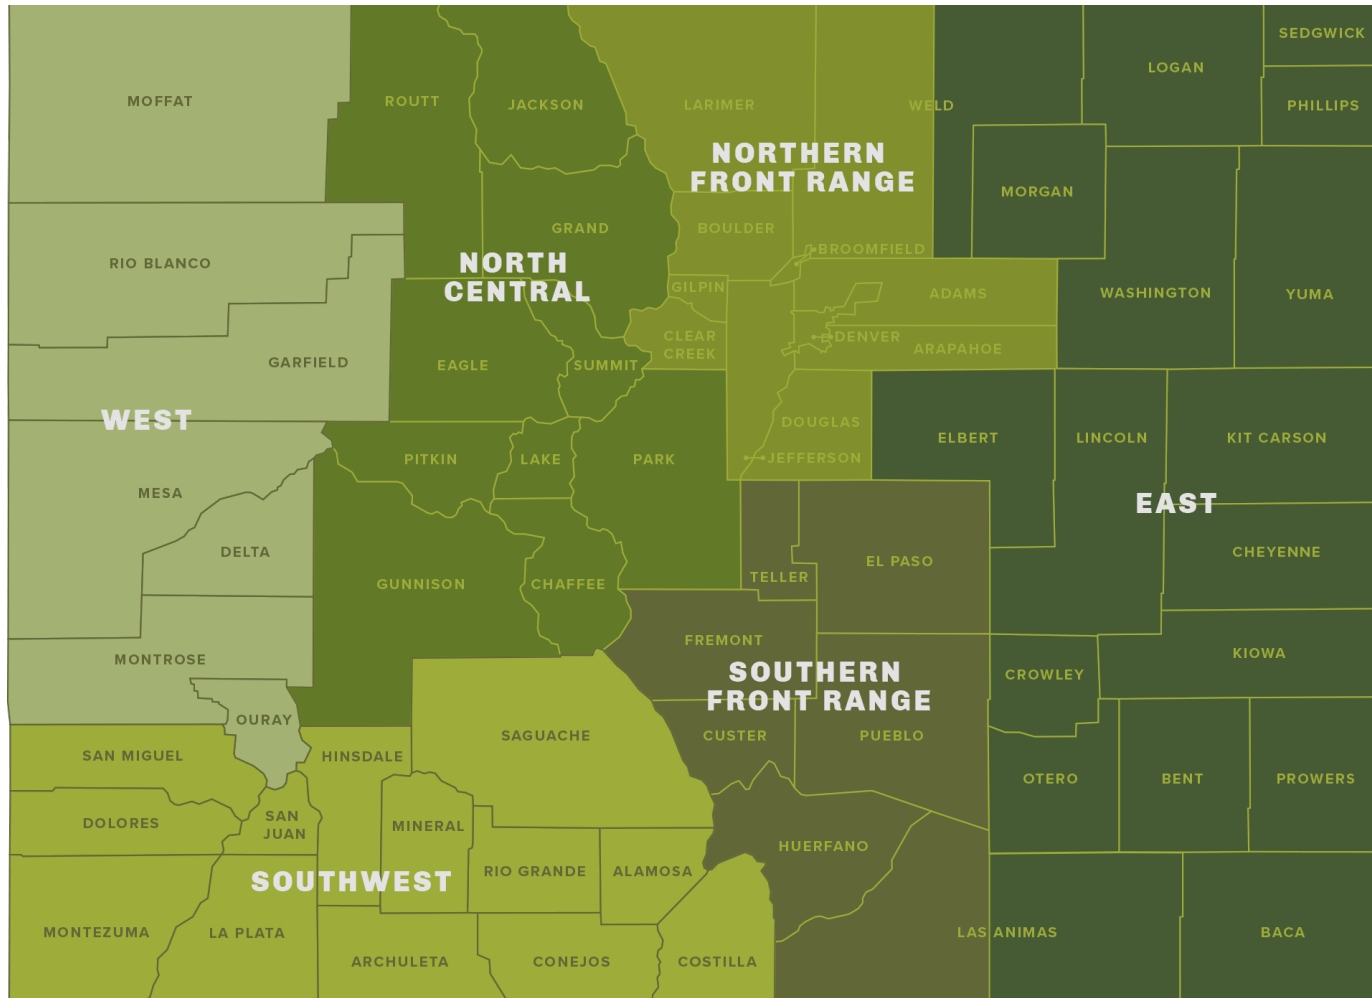 SEDGWICK
LOGAN
MOFFAT
ROUTT
JACKSON
LARIMER
WELD
PHILLIPS
NORTHERN
FRONT RANGE
MORGAN
GRAND
BOULDER
BROOMFIELD
RIO BLANCO
NORTH
CENTRAL
GILPIN
ADAMS
WASHINGTON
YUMA
CLEAR
CREEK
DENVER
ARAPAHOE
GARFIELD
EAGLE
SUMMIT
WEST
DOUGLAS
ELBERT
LINCOLN
KIT CARSON
PITKIN
LAKE
PARK
JEFFERSON
MESA
EAST
DELTA
CHEYENNE
GUNNISON
CHAFFEE
TELLER
EL PASO
MONTROSE
FREMONT
KIOWA
SOUTHERN
FRONT RANGE
CROWLEY
OURAY
SAN MIGUEL
HINSDALE
SAGUACHE
CUSTER
PUEBLO
OTERO
BENT
PROWERS
DOLORES
SAN
JUAN
MINERAL
HUERFANO
SOUTHWEST
RIO GRANDE
ALAMOSA
MONTEZUMA
LA PLATA
LAS ANIMAS
BACA
ARCHULETA
CONEJOS
COSTILLA